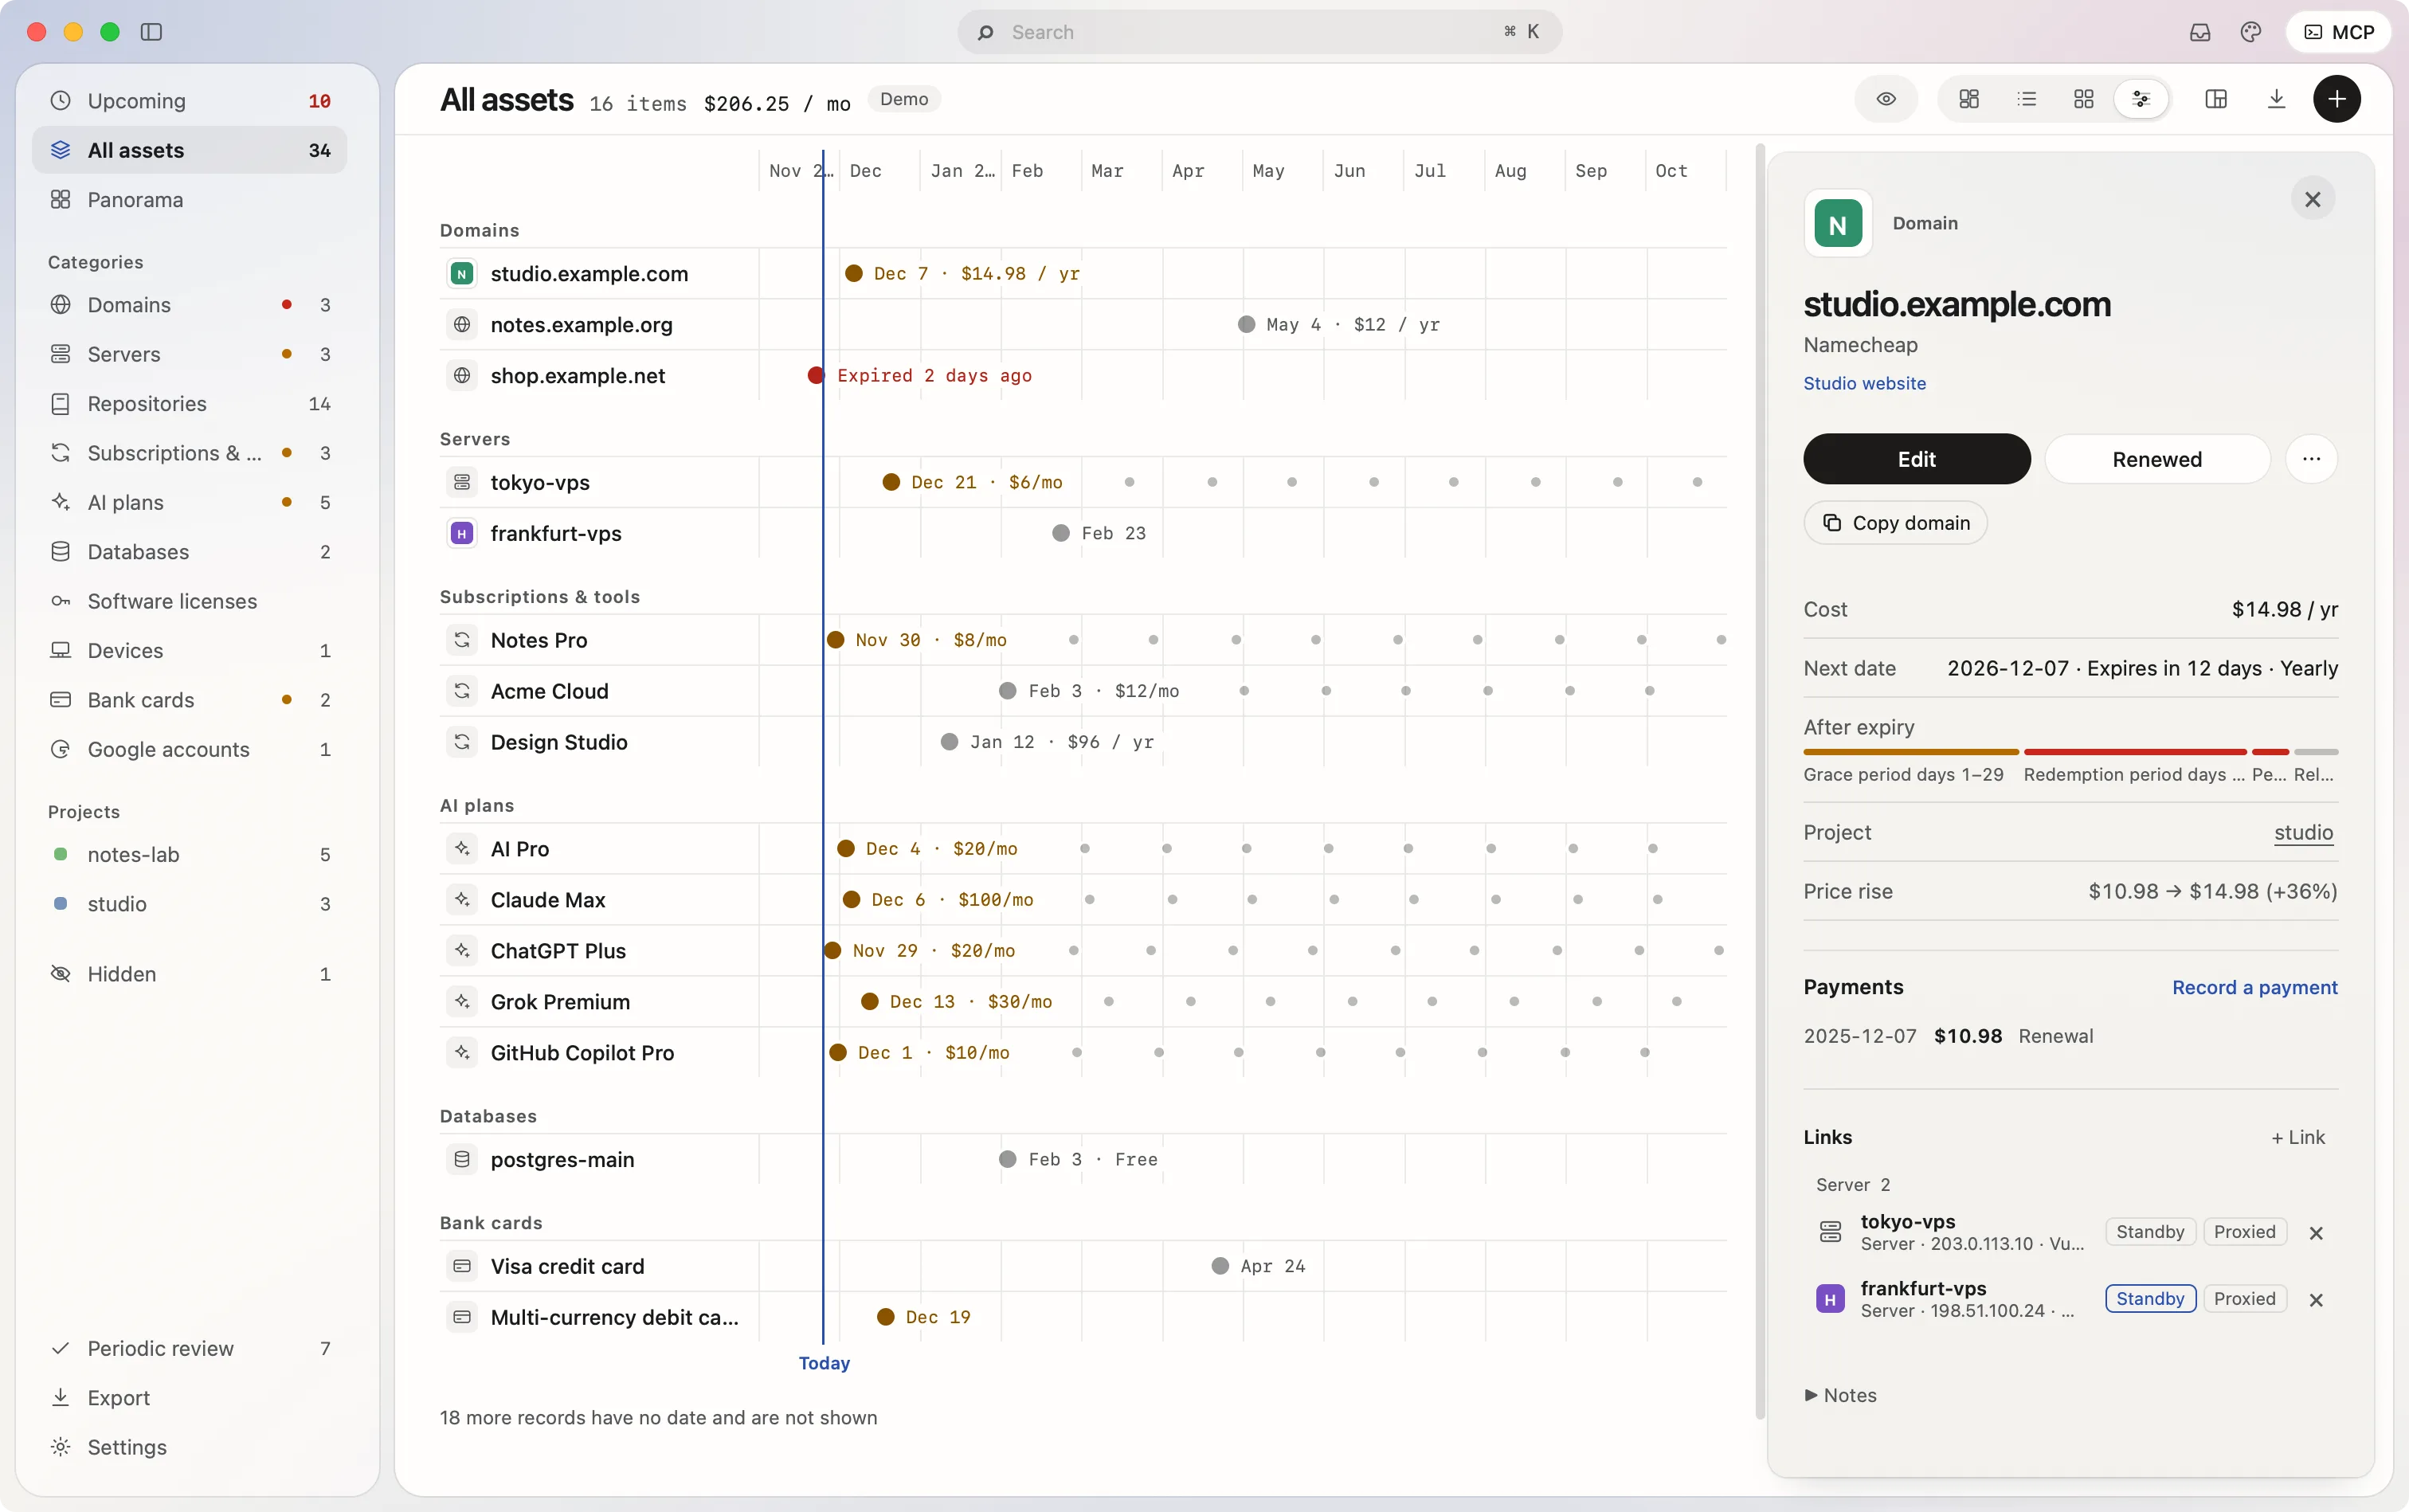 Search ⌘ K
MCP
Upcoming 10
All assets 34
Panorama
Categories
Domains 3
Servers 3
Repositories 14
Subscriptions & ... 3
AI plans 5
Databases 2
Software licenses
Devices 1
Bank cards 2
Google accounts 1
Projects
notes-lab 5
studio 3
Hidden 1
Periodic review 7
Export
Settings
All assets 16 items $206.25 / mo Demo
Nov 2... Dec Jan 2... Feb Mar Apr May Jun Jul Aug Sep Oct
Domains
N studio.example.com Dec 7 · $14.98 / yr
notes.example.org May 4 · $12 / yr
shop.example.net Expired 2 days ago
Servers
tokyo-vps Dec 21 · $6/mo
H frankfurt-vps Feb 23
Subscriptions & tools
Notes Pro Nov 30 · $8/mo
Acme Cloud Feb 3 · $12/mo
Design Studio Jan 12 · $96 / yr
AI plans
AI Pro Dec 4 · $20/mo
Claude Max Dec 6 · $100/mo
ChatGPT Plus Nov 29 · $20/mo
Grok Premium Dec 13 · $30/mo
GitHub Copilot Pro Dec 1 · $10/mo
Databases
postgres-main Feb 3 · Free
Bank cards
Visa credit card Apr 24
Multi-currency debit ca... Dec 19
Today
18 more records have no date and are not shown
N Domain
studio.example.com
Namecheap
Studio website
Edit Renewed ...
Copy domain
Cost $14.98 / yr
Next date 2026-12-07 · Expires in 12 days · Yearly
After expiry
Grace period days 1–29 Redemption period days ... Pe... Rel...
Project studio
Price rise $10.98 → $14.98 (+36%)
Payments Record a payment
2025-12-07 $10.98 Renewal
Links + Link
Server 2
tokyo-vps Standby Proxied
Server · 203.0.113.10 · Vu...
H frankfurt-vps Standby Proxied
Server · 198.51.100.24 · ...
Notes